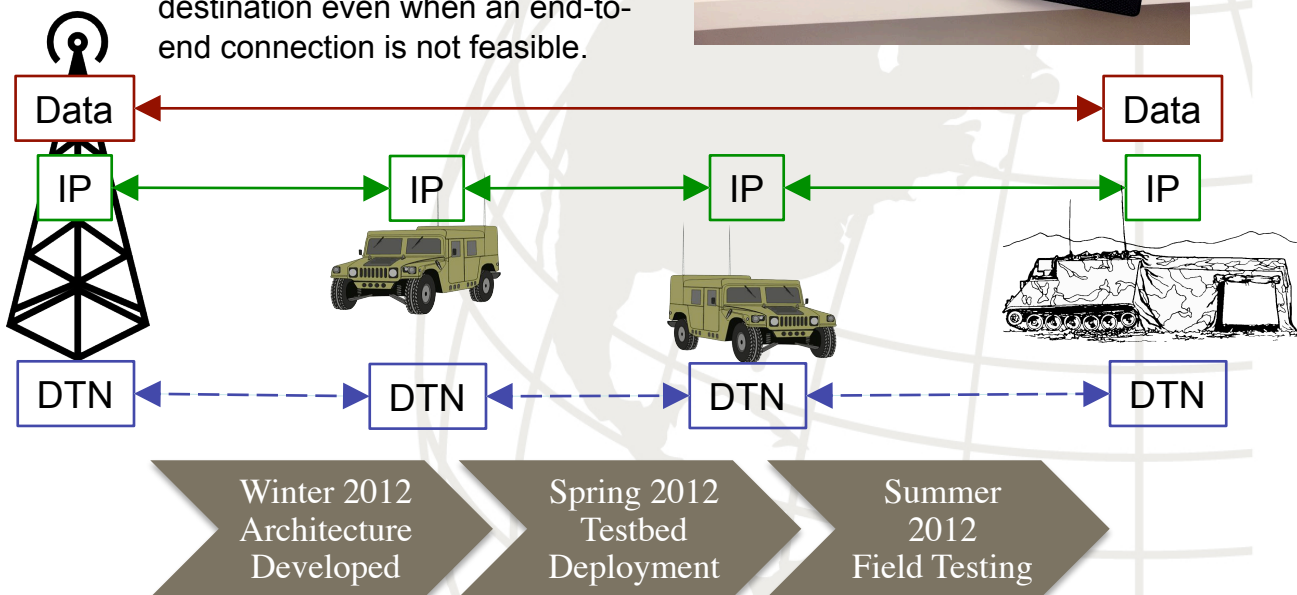 destination even when an end-to-
end connection is not feasible.
Data
Data
IP
IP
IP
IP
DTN
DTN
DTN
DTN
Winter 2012
Architecture
Developed
Spring 2012
Testbed
Deployment
Summer
2012
Field Testing